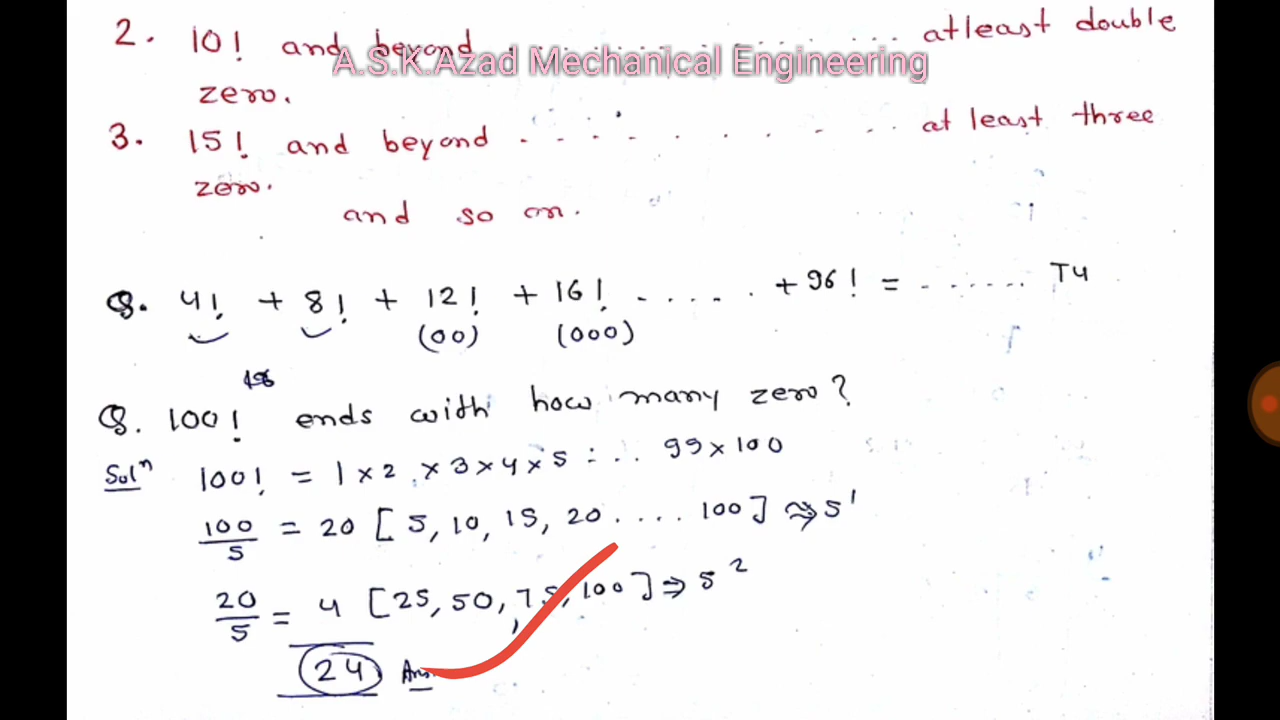 2. 10! and beyond . . . . . . . . . . . . . atleast double
A.S.K.Azad Mechanical Engineering
zero.
3. 15! and beyond . . . . . . . . . . at least three
zero.
and so on.
Q. 4! + 8! + 12! + 16! . . . . . . + 96! = . . . . . . . T4
(00) (000)
Q. 100! ends with how many zero?
Solⁿ 100! = 1 × 2 × 3 × 4 × 5 . . . 99 × 100
100/5 = 20 [5, 10, 15, 20 . . . . 100] ⇒ 5¹
20/5 = 4 [25, 50, 75, 100] ⇒ 5²
24 Ans